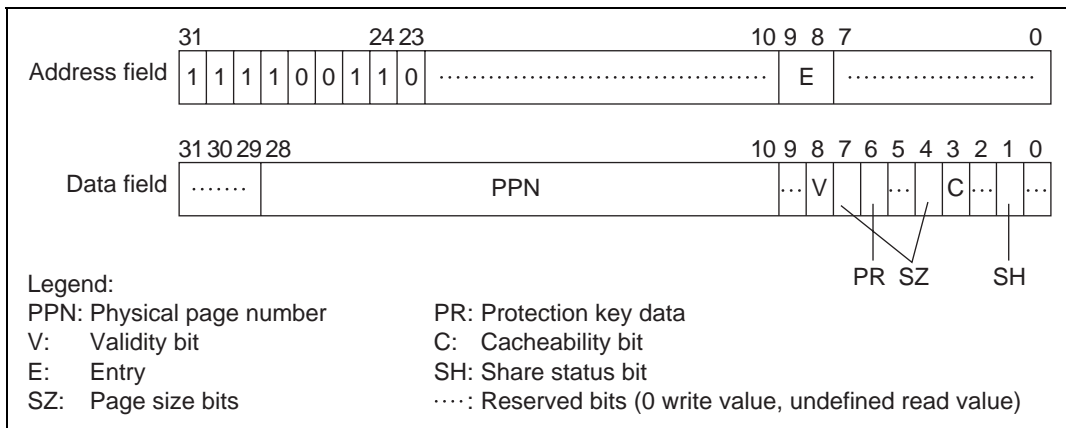 31 24 23 10 9 8 7 0
Address field 1 1 1 1 0 0 1 1 0 ⋯ E ⋯
31 30 29 28 10 9 8 7 6 5 4 3 2 1 0
Data field ⋯ PPN ⋯ V ⋯ C ⋯ ⋯
PR SZ SH
Legend:
PPN: Physical page number PR: Protection key data
V: Validity bit C: Cacheability bit
E: Entry SH: Share status bit
SZ: Page size bits ····: Reserved bits (0 write value, undefined read value)